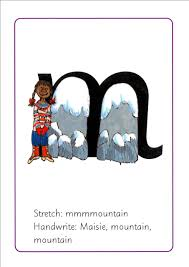 m
Stretch: mmmmountain
Handwrite: Maisie, mountain,
mountain